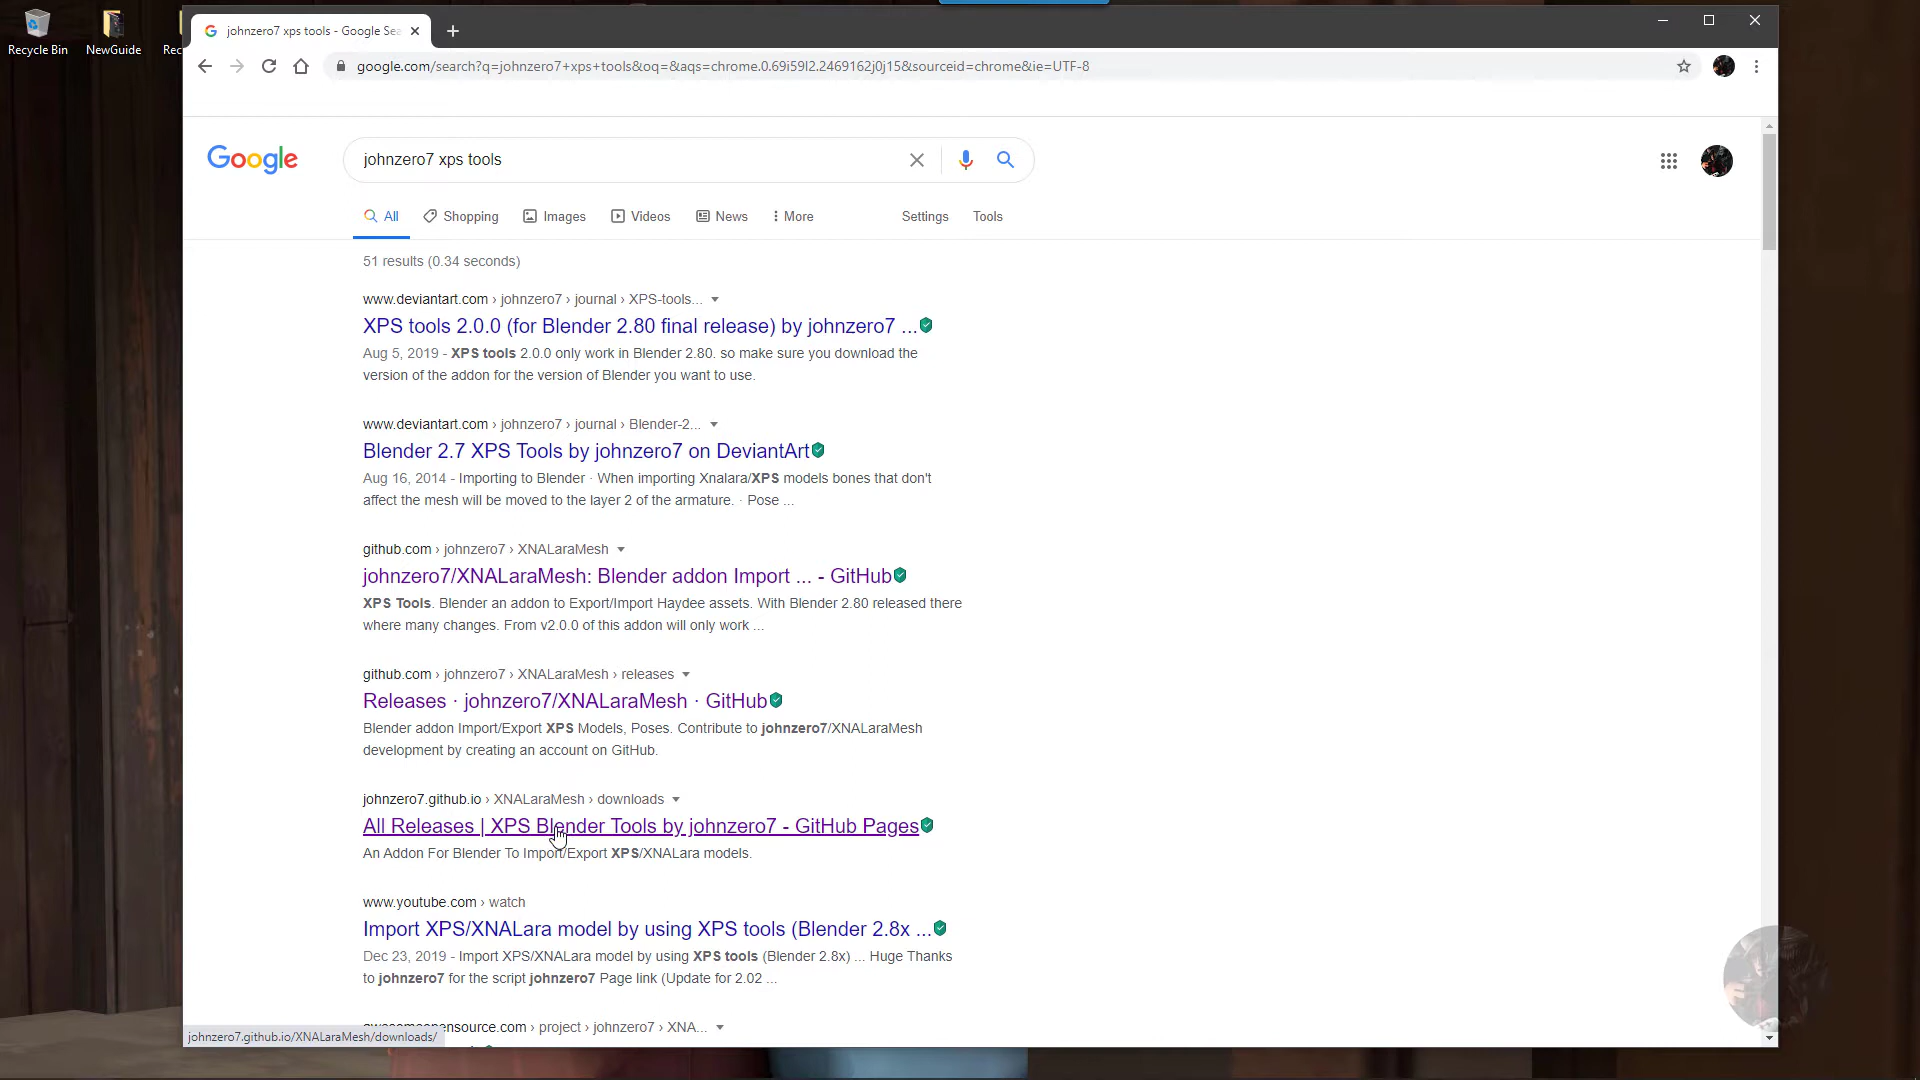 Recycle Bin
NewGuide
Rec
johnzero7 xps tools - Google Sea
google.com/search?q=johnzero7+xps+tools&oq=&aqs=chrome.0.69i59l2.2469162j0j15&sourceid=chrome&ie=UTF-8
Google
johnzero7 xps tools
All
Shopping
Images
Videos
News
More
Settings
Tools
51 results (0.34 seconds)
www.deviantart.com › johnzero7 › journal › XPS-tools...
XPS tools 2.0.0 (for Blender 2.80 final release) by johnzero7 ...
Aug 5, 2019 - XPS tools 2.0.0 only work in Blender 2.80. so make sure you download the
version of the addon for the version of Blender you want to use.
www.deviantart.com › johnzero7 › journal › Blender-2...
Blender 2.7 XPS Tools by johnzero7 on DeviantArt
Aug 16, 2014 - Importing to Blender · When importing Xnalara/XPS models bones that don't
affect the mesh will be moved to the layer 2 of the armature. · Pose ...
github.com › johnzero7 › XNALaraMesh
johnzero7/XNALaraMesh: Blender addon Import ... - GitHub
XPS Tools. Blender an addon to Export/Import Haydee assets. With Blender 2.80 released there
where many changes. From v2.0.0 of this addon will only work ...
github.com › johnzero7 › XNALaraMesh › releases
Releases · johnzero7/XNALaraMesh · GitHub
Blender addon Import/Export XPS Models, Poses. Contribute to johnzero7/XNALaraMesh
development by creating an account on GitHub.
johnzero7.github.io › XNALaraMesh › downloads
All Releases | XPS Blender Tools by johnzero7 - GitHub Pages
An Addon For Blender To Import/Export XPS/XNALara models.
www.youtube.com › watch
Import XPS/XNALara model by using XPS tools (Blender 2.8x ...
Dec 23, 2019 - Import XPS/XNALara model by using XPS tools (Blender 2.8x) ... Huge Thanks
to johnzero7 for the script johnzero7 Page link (Update for 2.02 ...
awesomeopensource.com › project › johnzero7 › XNA...
johnzero7.github.io/XNALaraMesh/downloads/